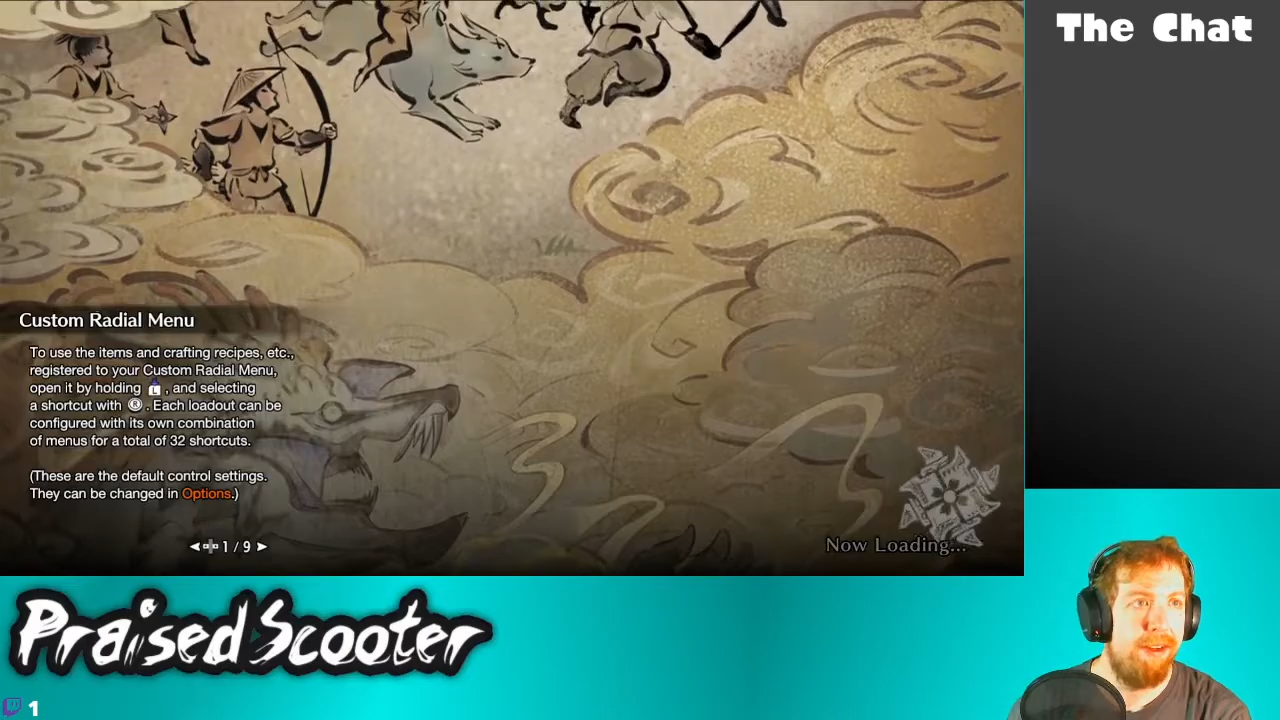 The Chat
Custom Radial Menu
To use the items and crafting recipes, etc.,
registered to your Custom Radial Menu,
open it by holding L, and selecting
a shortcut with R. Each loadout can be
configured with its own combination
of menus for a total of 32 shortcuts.
(These are the default control settings.
They can be changed in Options.)
1 / 9
Now Loading...
Praised Scooter
1